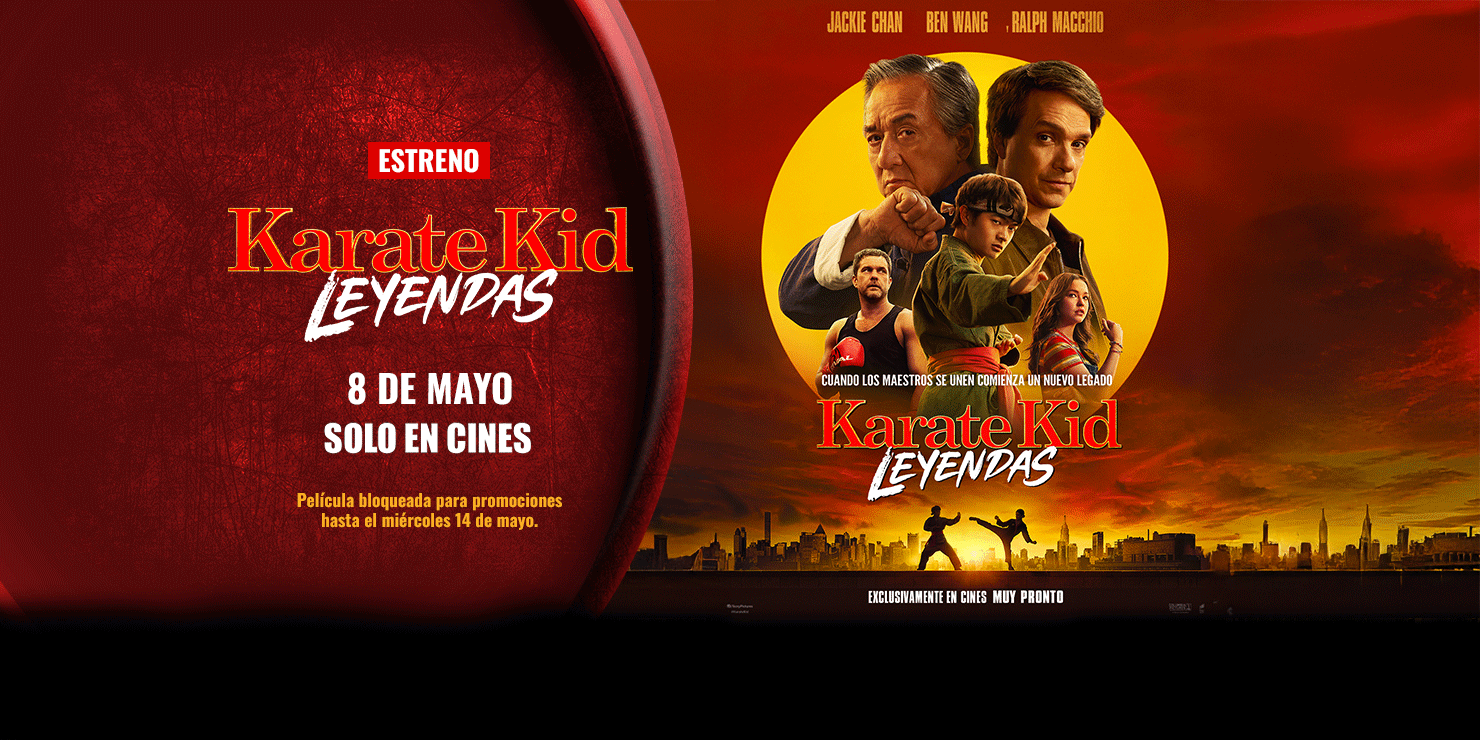 ESTRENO
Karate Kid
LEYENDAS
8 DE MAYO
SOLO EN CINES
Película bloqueada para promociones
hasta el miércoles 14 de mayo.
JACKIE CHAN BEN WANG Y RALPH MACCHIO
CUANDO LOS MAESTROS SE UNEN COMIENZA UN NUEVO LEGADO
Karate Kid
LEYENDAS
EXCLUSIVAMENTE EN CINES MUY PRONTO